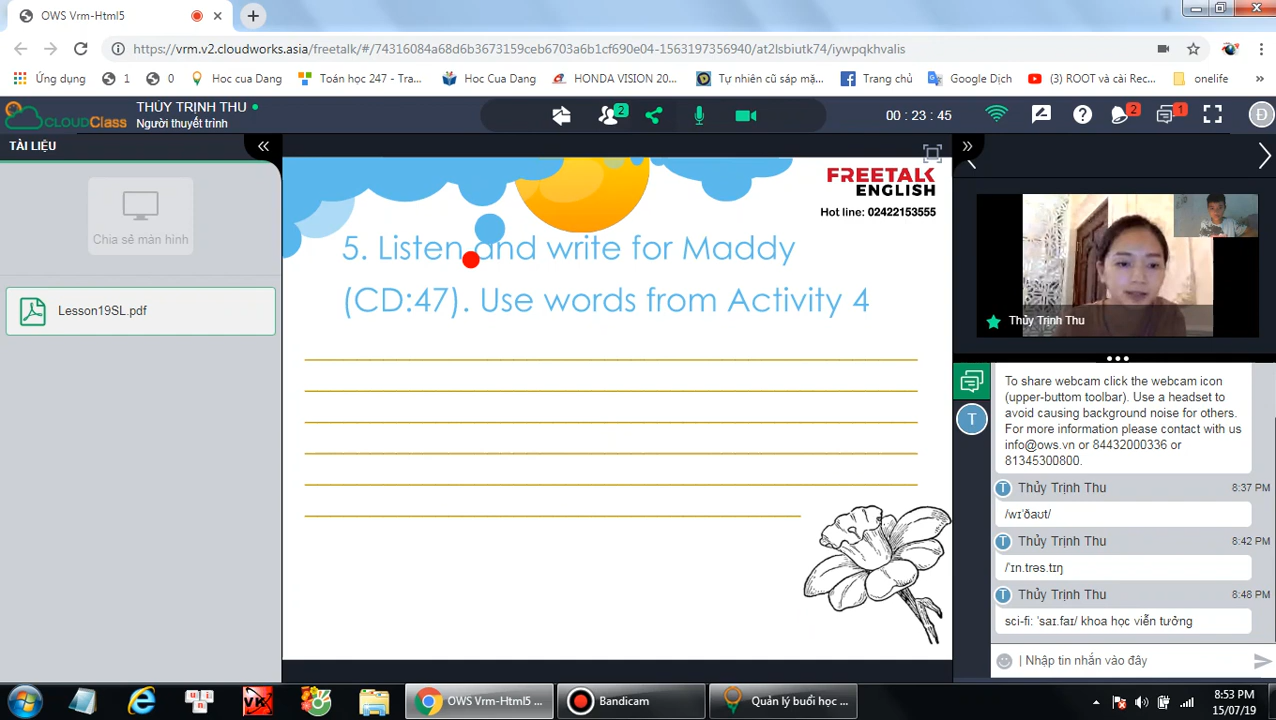 OWS Vrm-Html5
https://vrm.v2.cloudworks.asia/freetalk/#/74316084a68d6b3673159ceb6703a6b1cf690e04-1563197356940/at2lsbiutk74/iywpqkhvalis
Ứng dụng 1 0 Học cua Dang Toán học 247 - Tra... Học Cua Dang HONDA VISION 20... Tự nhiên cũ sáp mặ... Trang chủ Google Dịch (3) ROOT và cài Rec... onelife »
CLOUDClass
THỦY TRỊNH THU
Người thuyết trình
2
00 : 23 : 45
2
1
Đ
TÀI LIỆU
Chia sẻ màn hình
Lesson19SL.pdf
FREETALK
ENGLISH
Hot line: 02422153555
5. Listen and write for Maddy
(CD:47). Use words from Activity 4
Thủy Trịnh Thu
To share webcam click the webcam icon
(upper-buttom toolbar). Use a headset to
avoid causing background noise for others.
For more information please contact with us
info@ows.vn or 84432000336 or
81345300800.
T
T Thủy Trịnh Thu 8:37 PM
/wɪˈðaʊt/
T Thủy Trịnh Thu 8:42 PM
/ˈɪn.trəs.tɪŋ
T Thủy Trịnh Thu 8:48 PM
sci-fi: ˈsaɪ.faɪ/ khoa học viễn tưởng
Nhập tin nhắn vào đây
OWS Vrm-Html5 ...
Bandicam
Quản lý buổi học ...
8:53 PM
15/07/19